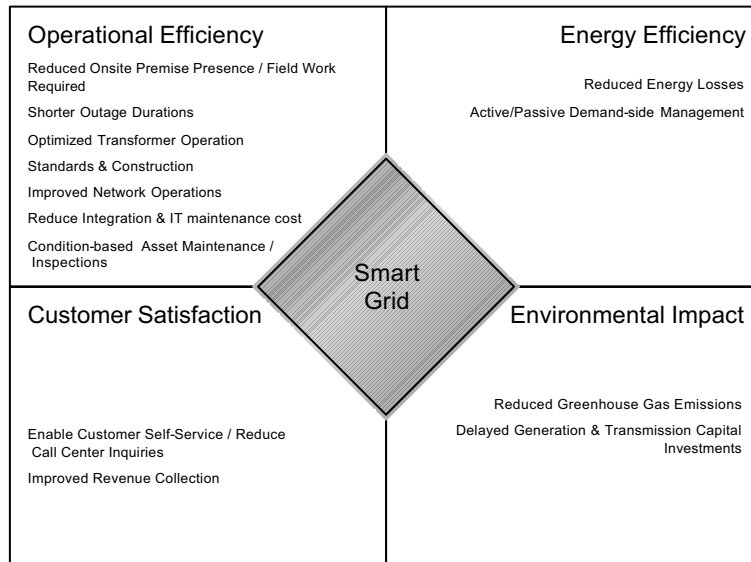 Operational Efficiency
Reduced Onsite Premise Presence / Field Work
Required
Shorter Outage Durations
Optimized Transformer Operation
Standards & Construction
Improved Network Operations
Reduce Integration & IT maintenance cost
Condition-based Asset Maintenance /
Inspections
Energy Efficiency
Reduced Energy Losses
Active/Passive Demand-side Management
Smart
Grid
Customer Satisfaction
Enable Customer Self-Service / Reduce
Call Center Inquiries
Improved Revenue Collection
Environmental Impact
Reduced Greenhouse Gas Emissions
Delayed Generation & Transmission Capital
Investments